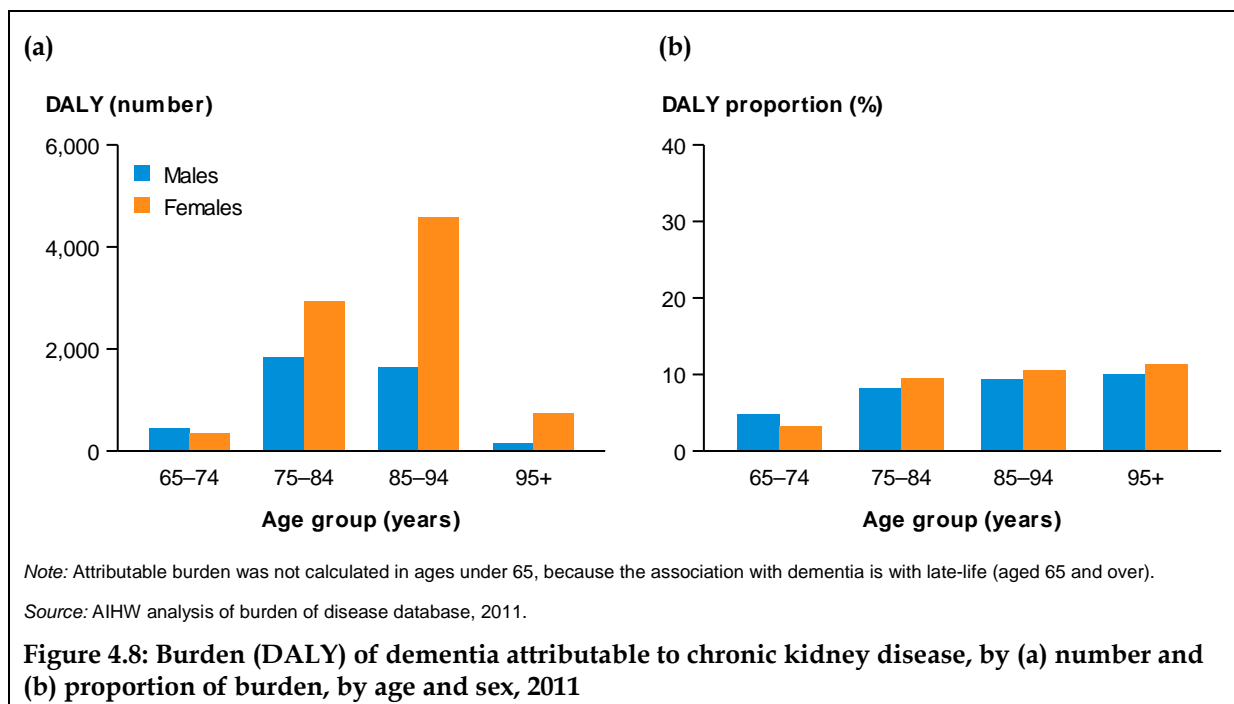 (a)
DALY (number)
6,000
4,000
2,000
0
Males
Females
65–74 75–84 85–94 95+
Age group (years)
(b)
DALY proportion (%)
40
30
20
10
0
65–74 75–84 85–94 95+
Age group (years)
Note: Attributable burden was not calculated in ages under 65, because the association with dementia is with late-life (aged 65 and over).
Source: AIHW analysis of burden of disease database, 2011.
Figure 4.8: Burden (DALY) of dementia attributable to chronic kidney disease, by (a) number and
(b) proportion of burden, by age and sex, 2011